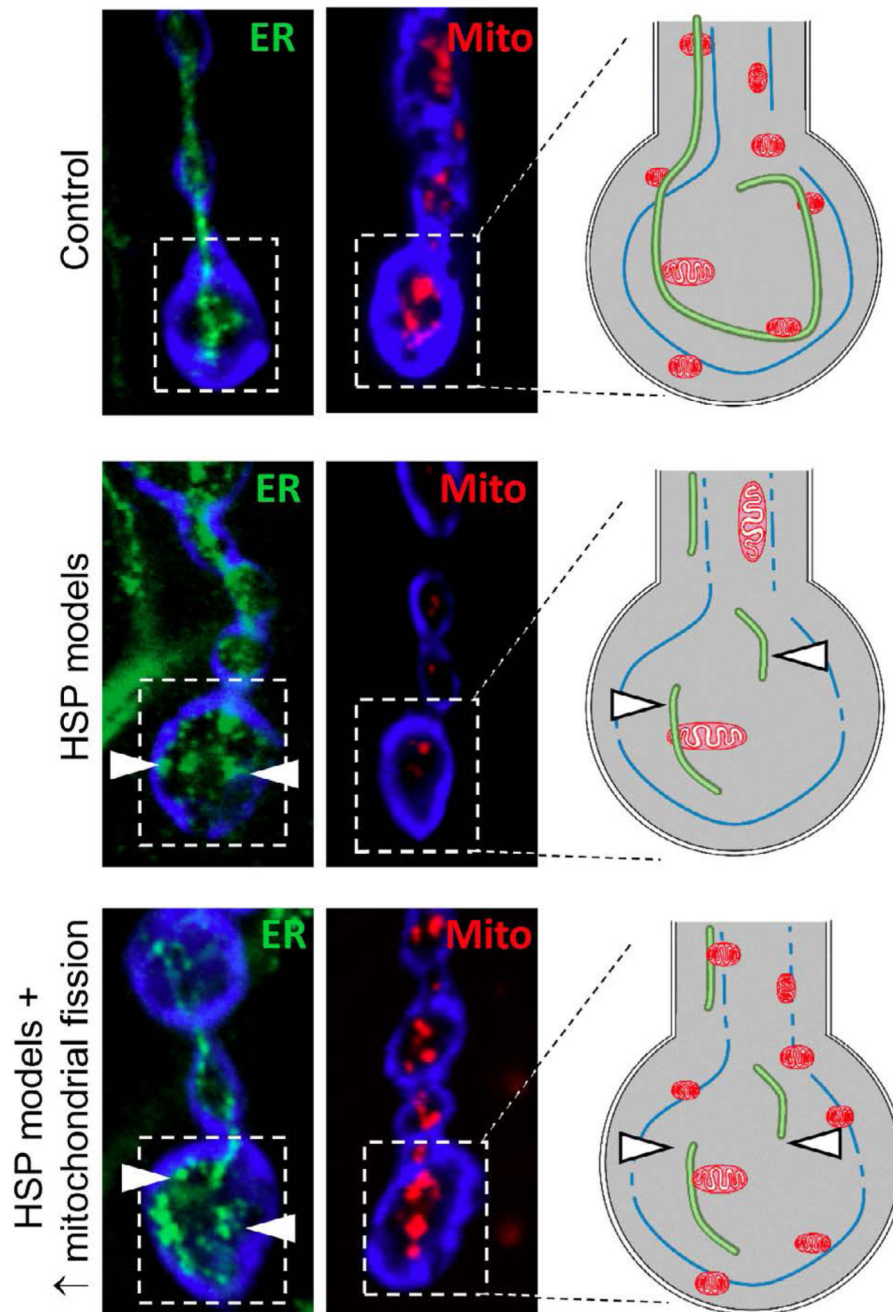 Control
ER
Mito
HSP models
ER
Mito
HSP models +
↑ mitochondrial fission
ER
Mito